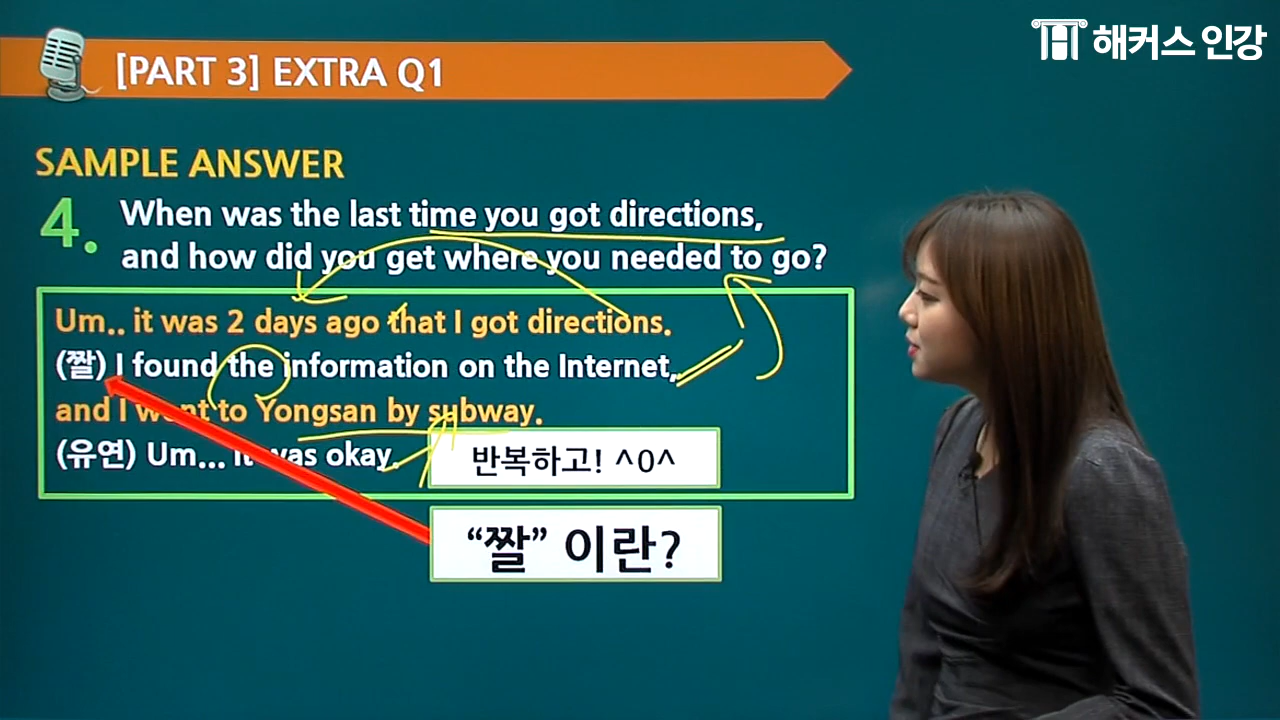 해커스 인강
[PART 3] EXTRA Q1
SAMPLE ANSWER
4. When was the last time you got directions,
and how did you get where you needed to go?
Um.. it was 2 days ago that I got directions.
(짤) I found the information on the Internet,
and I went to Yongsan by subway.
(유연) Um... it was okay.
반복하고! ^0^
“짤” 이란?